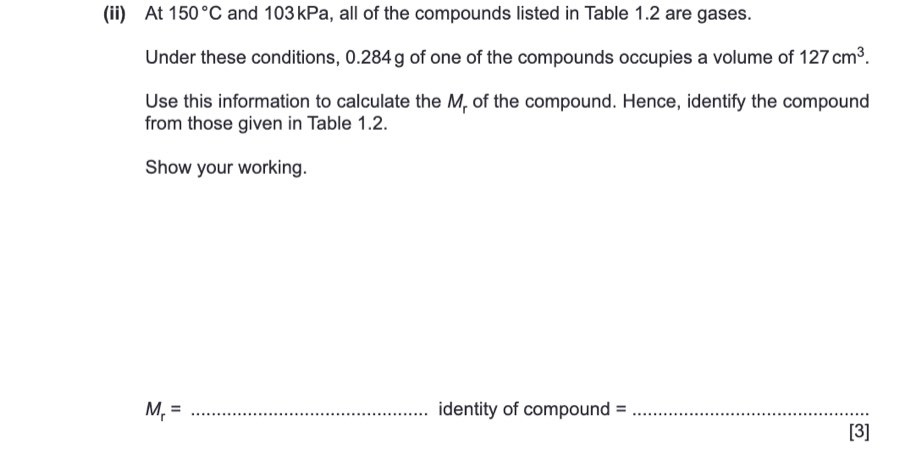 (ii) At 150 °C and 103 kPa, all of the compounds listed in Table 1.2 are gases.
Under these conditions, 0.284 g of one of the compounds occupies a volume of 127 cm³.
Use this information to calculate the Mᵣ of the compound. Hence, identify the compound
from those given in Table 1.2.
Show your working.
Mᵣ = .............................................. identity of compound = ..............................................
[3]